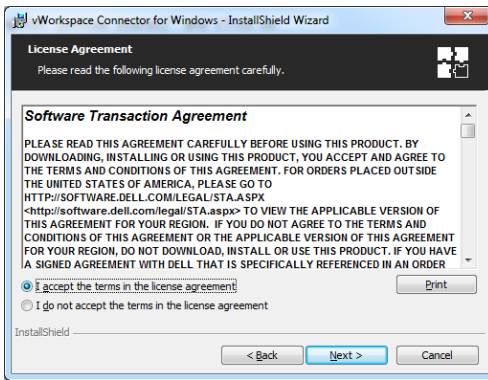 vWorkspace Connector for Windows - InstallShield Wizard
License Agreement
Please read the following license agreement carefully.
Software Transaction Agreement
PLEASE READ THIS AGREEMENT CAREFULLY BEFORE USING THIS PRODUCT. BY
DOWNLOADING, INSTALLING OR USING THIS PRODUCT, YOU ACCEPT AND AGREE TO
THE TERMS AND CONDITIONS OF THIS AGREEMENT. FOR ORDERS PLACED OUTSIDE
THE UNITED STATES OF AMERICA, PLEASE GO TO
HTTP://SOFTWARE.DELL.COM/LEGAL/STA.ASPX
<http://software.dell.com/legal/STA.aspx> TO VIEW THE APPLICABLE VERSION OF
THIS AGREEMENT FOR YOUR REGION. IF YOU DO NOT AGREE TO THE TERMS AND
CONDITIONS OF THIS AGREEMENT OR THE APPLICABLE VERSION OF THIS AGREEMENT
FOR YOUR REGION, DO NOT DOWNLOAD, INSTALL OR USE THIS PRODUCT. IF YOU HAVE
A SIGNED AGREEMENT WITH DELL THAT IS SPECIFICALLY REFERENCED IN AN ORDER
I accept the terms in the license agreement
Print
I do not accept the terms in the license agreement
InstallShield
< Back
Next >
Cancel